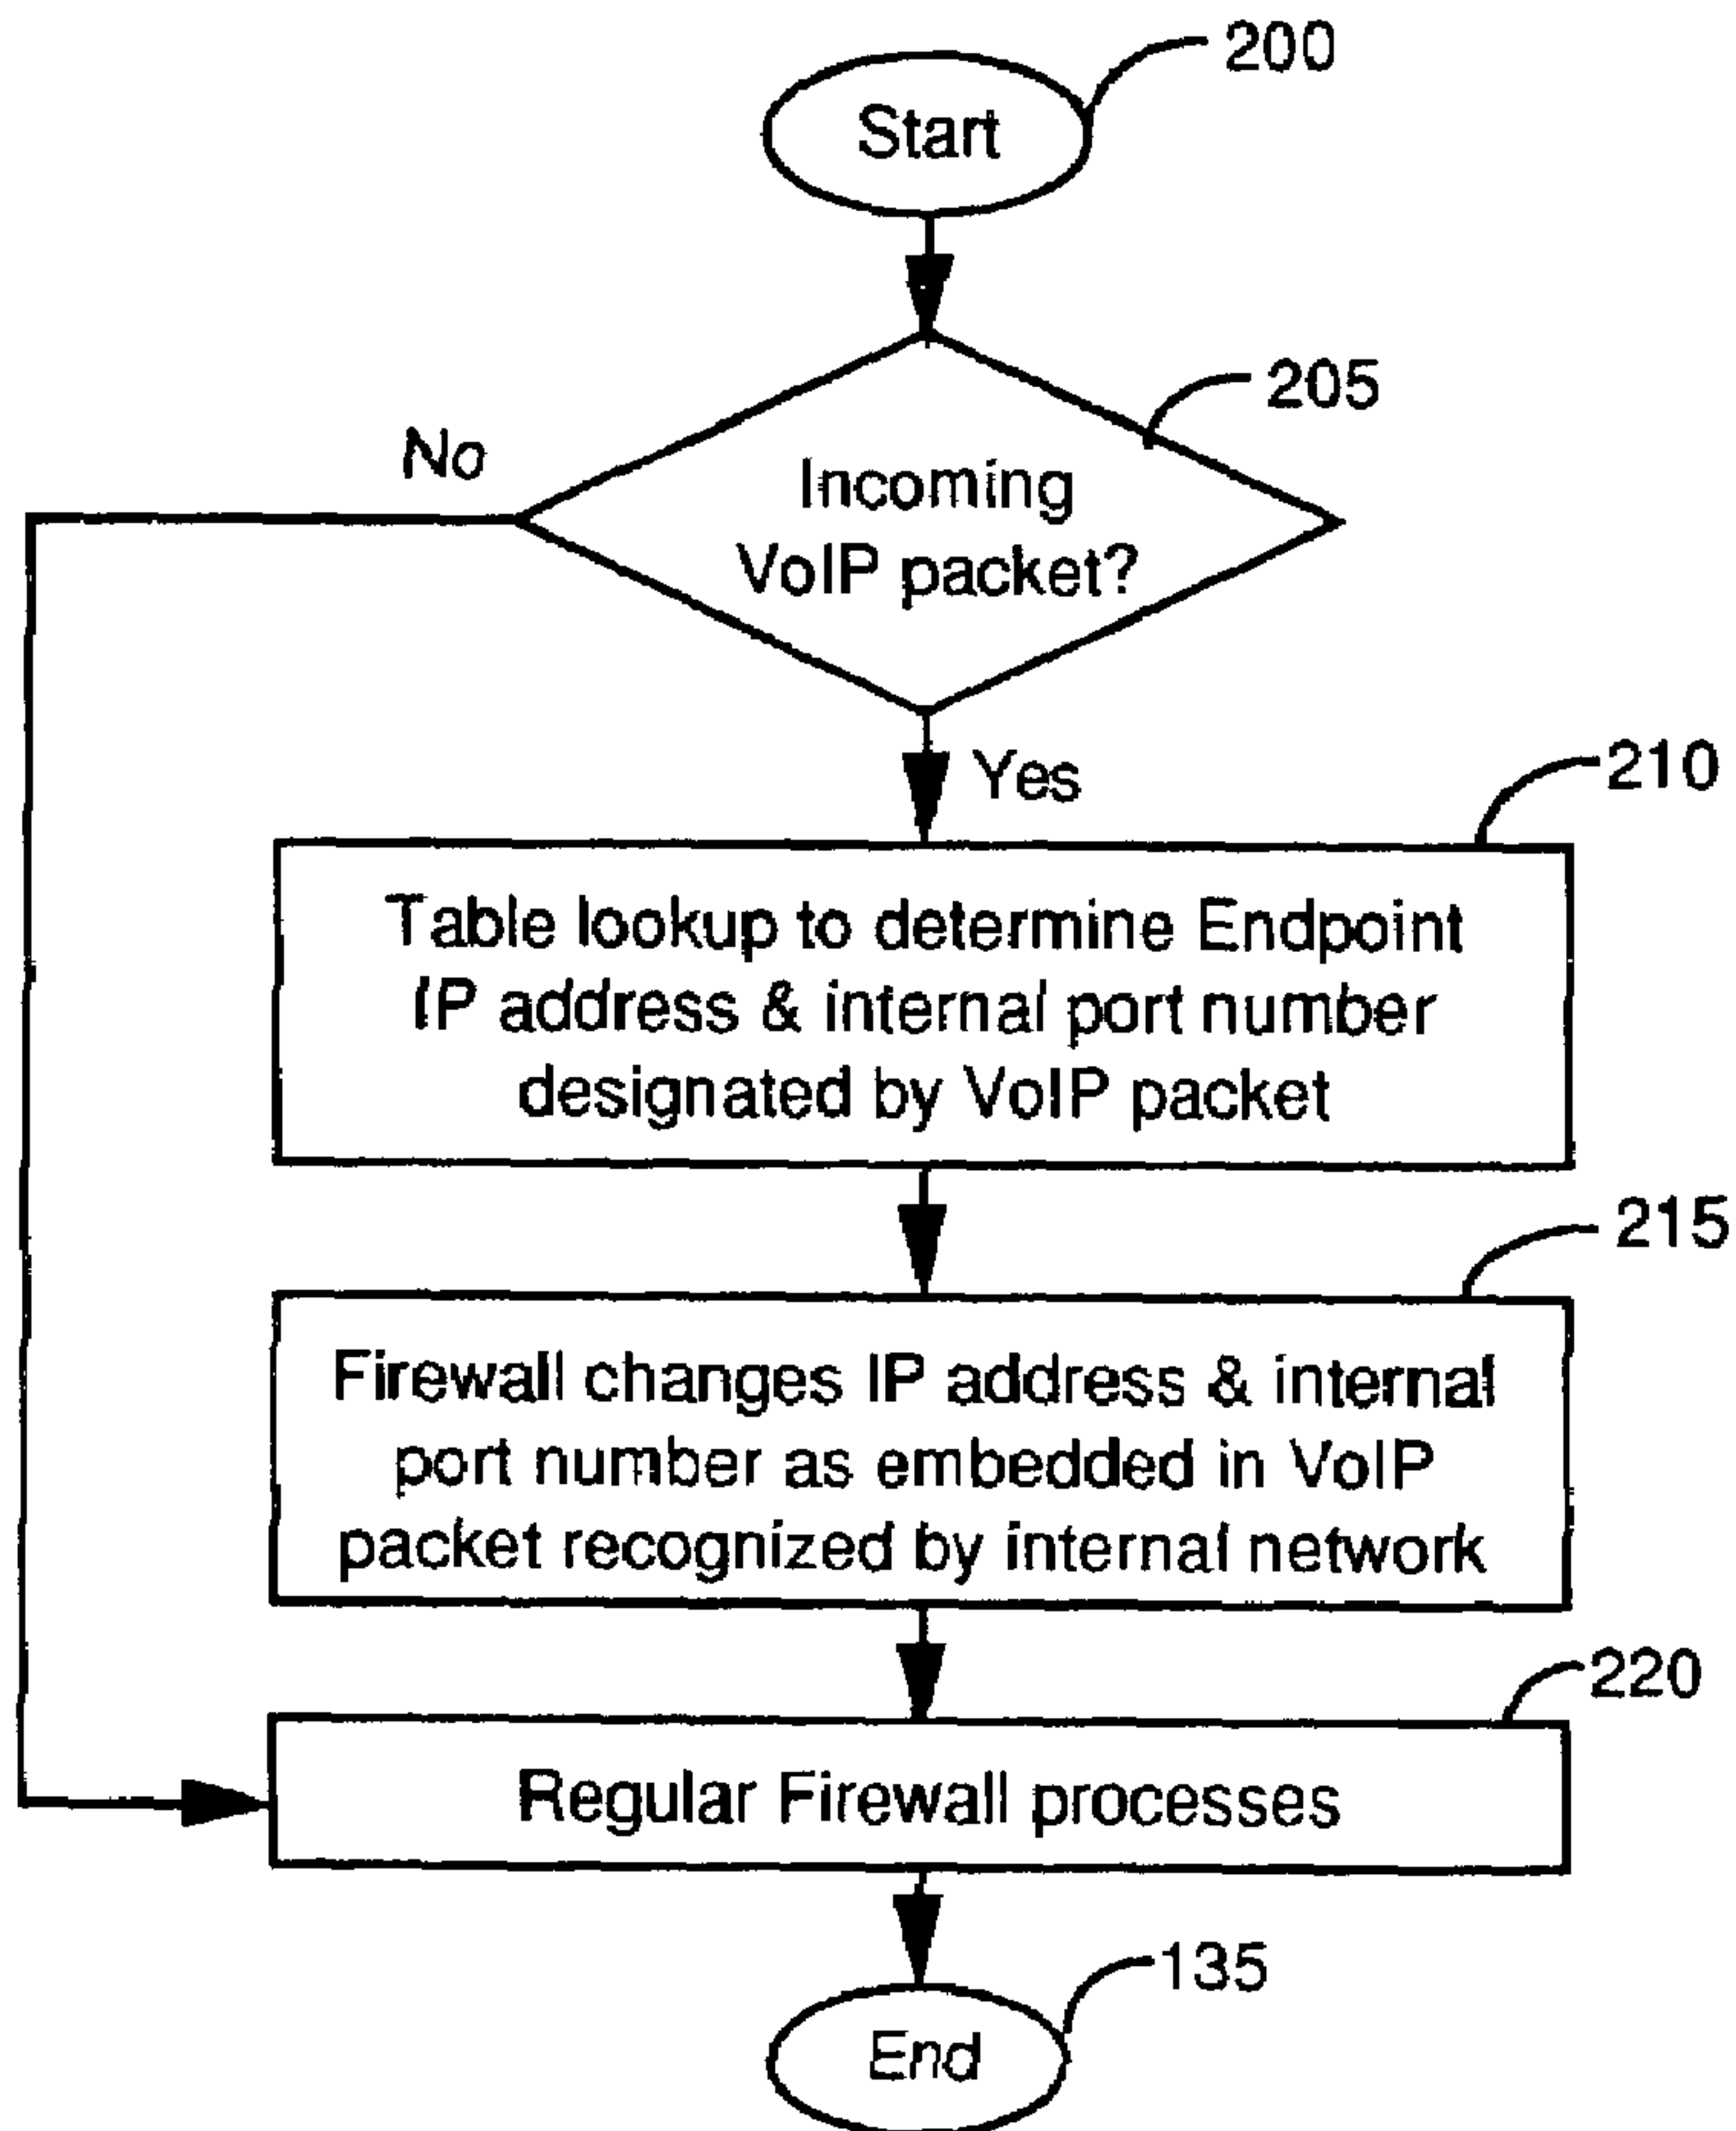 200
Start
205
No
Incoming
VoIP packet?
Yes
210
Table lookup to determine Endpoint
IP address & internal port number
designated by VoIP packet
215
Firewall changes IP address & internal
port number as embedded in VoIP
packet recognized by internal network
220
Regular Firewall processes
135
End